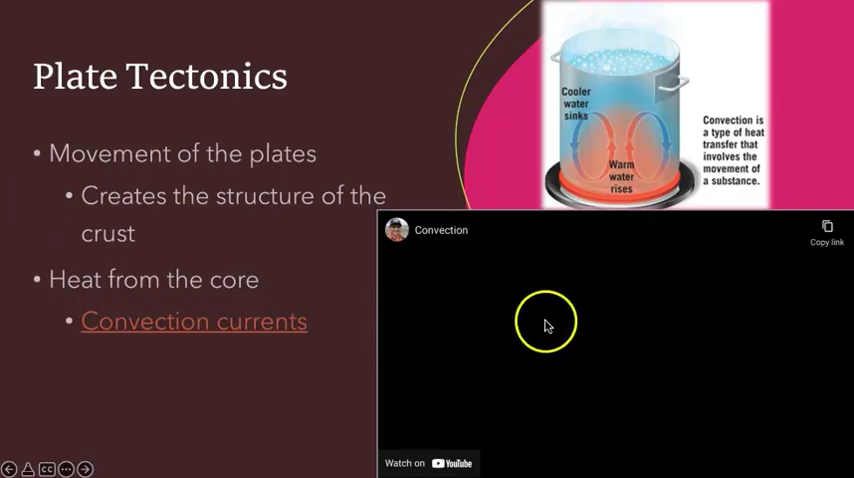 Plate Tectonics
• Movement of the plates
• Creates the structure of the
crust
• Heat from the core
• Convection currents
Cooler
water
sinks
Warm
water
rises
Convection is
a type of heat
transfer that
involves the
movement of
a substance.
Convection
Copy link
Watch on YouTube
CC